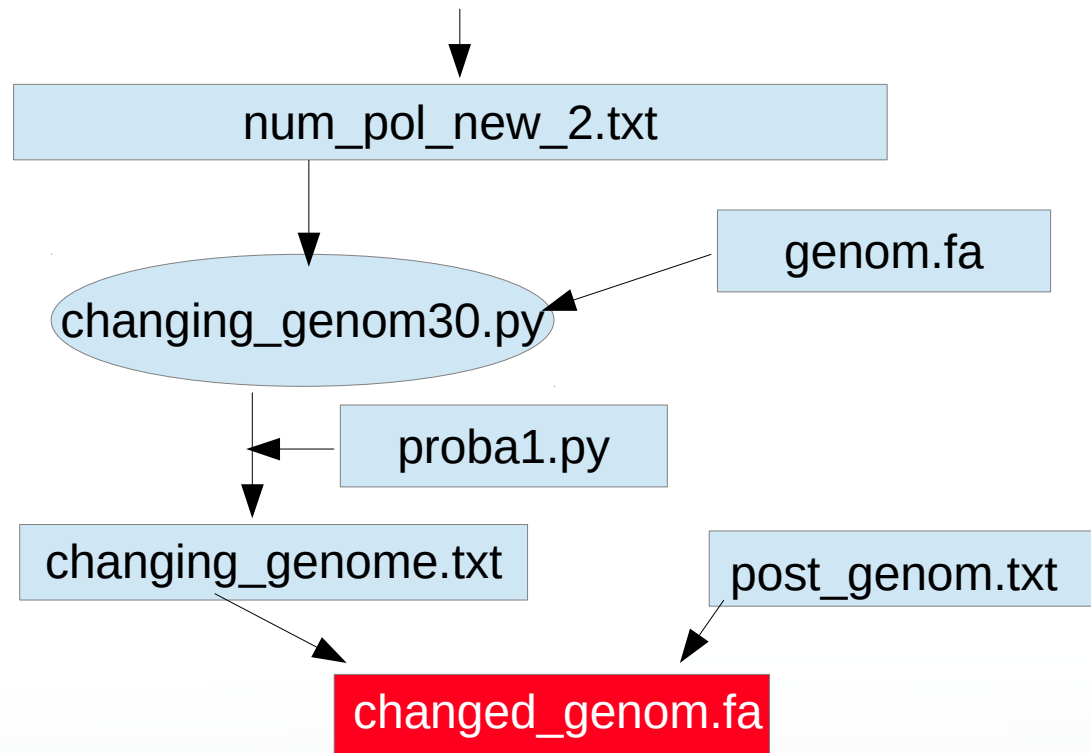 num_pol_new_2.txt
genom.fa
changing_genom30.py
proba1.py
changing_genome.txt
post_genom.txt
changed_genom.fa